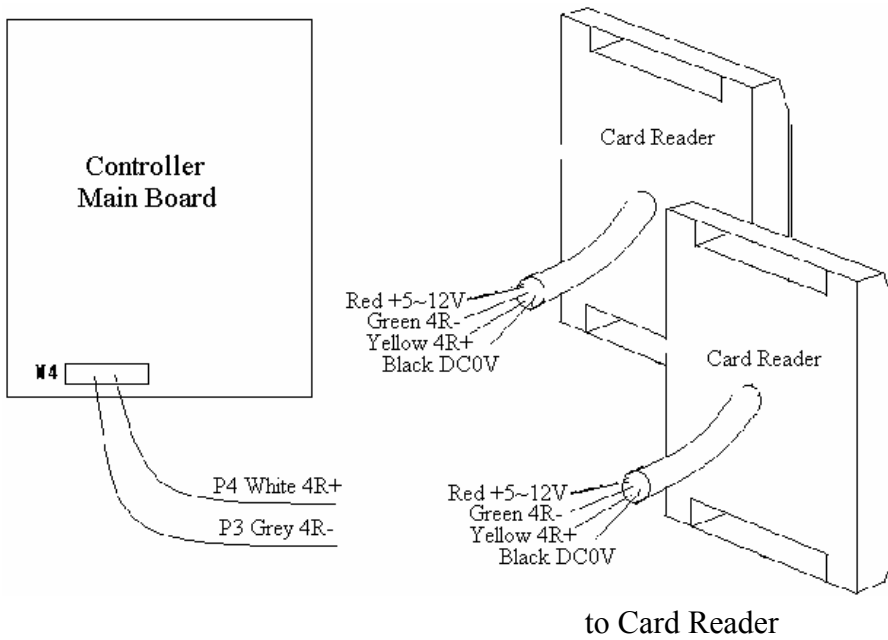 Controller
Main Board
W4
P4 White 4R+
P3 Grey 4R-
Card Reader
Red +5~12V
Green 4R-
Yellow 4R+
Black DC0V
Card Reader
Red +5~12V
Green 4R-
Yellow 4R+
Black DC0V
to Card Reader